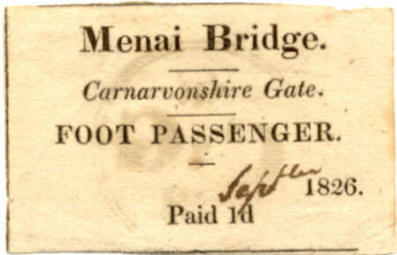 Menai Bridge.
Carnarvonshire Gate.
FOOT PASSENGER.
Septber 1826.
Paid 1d